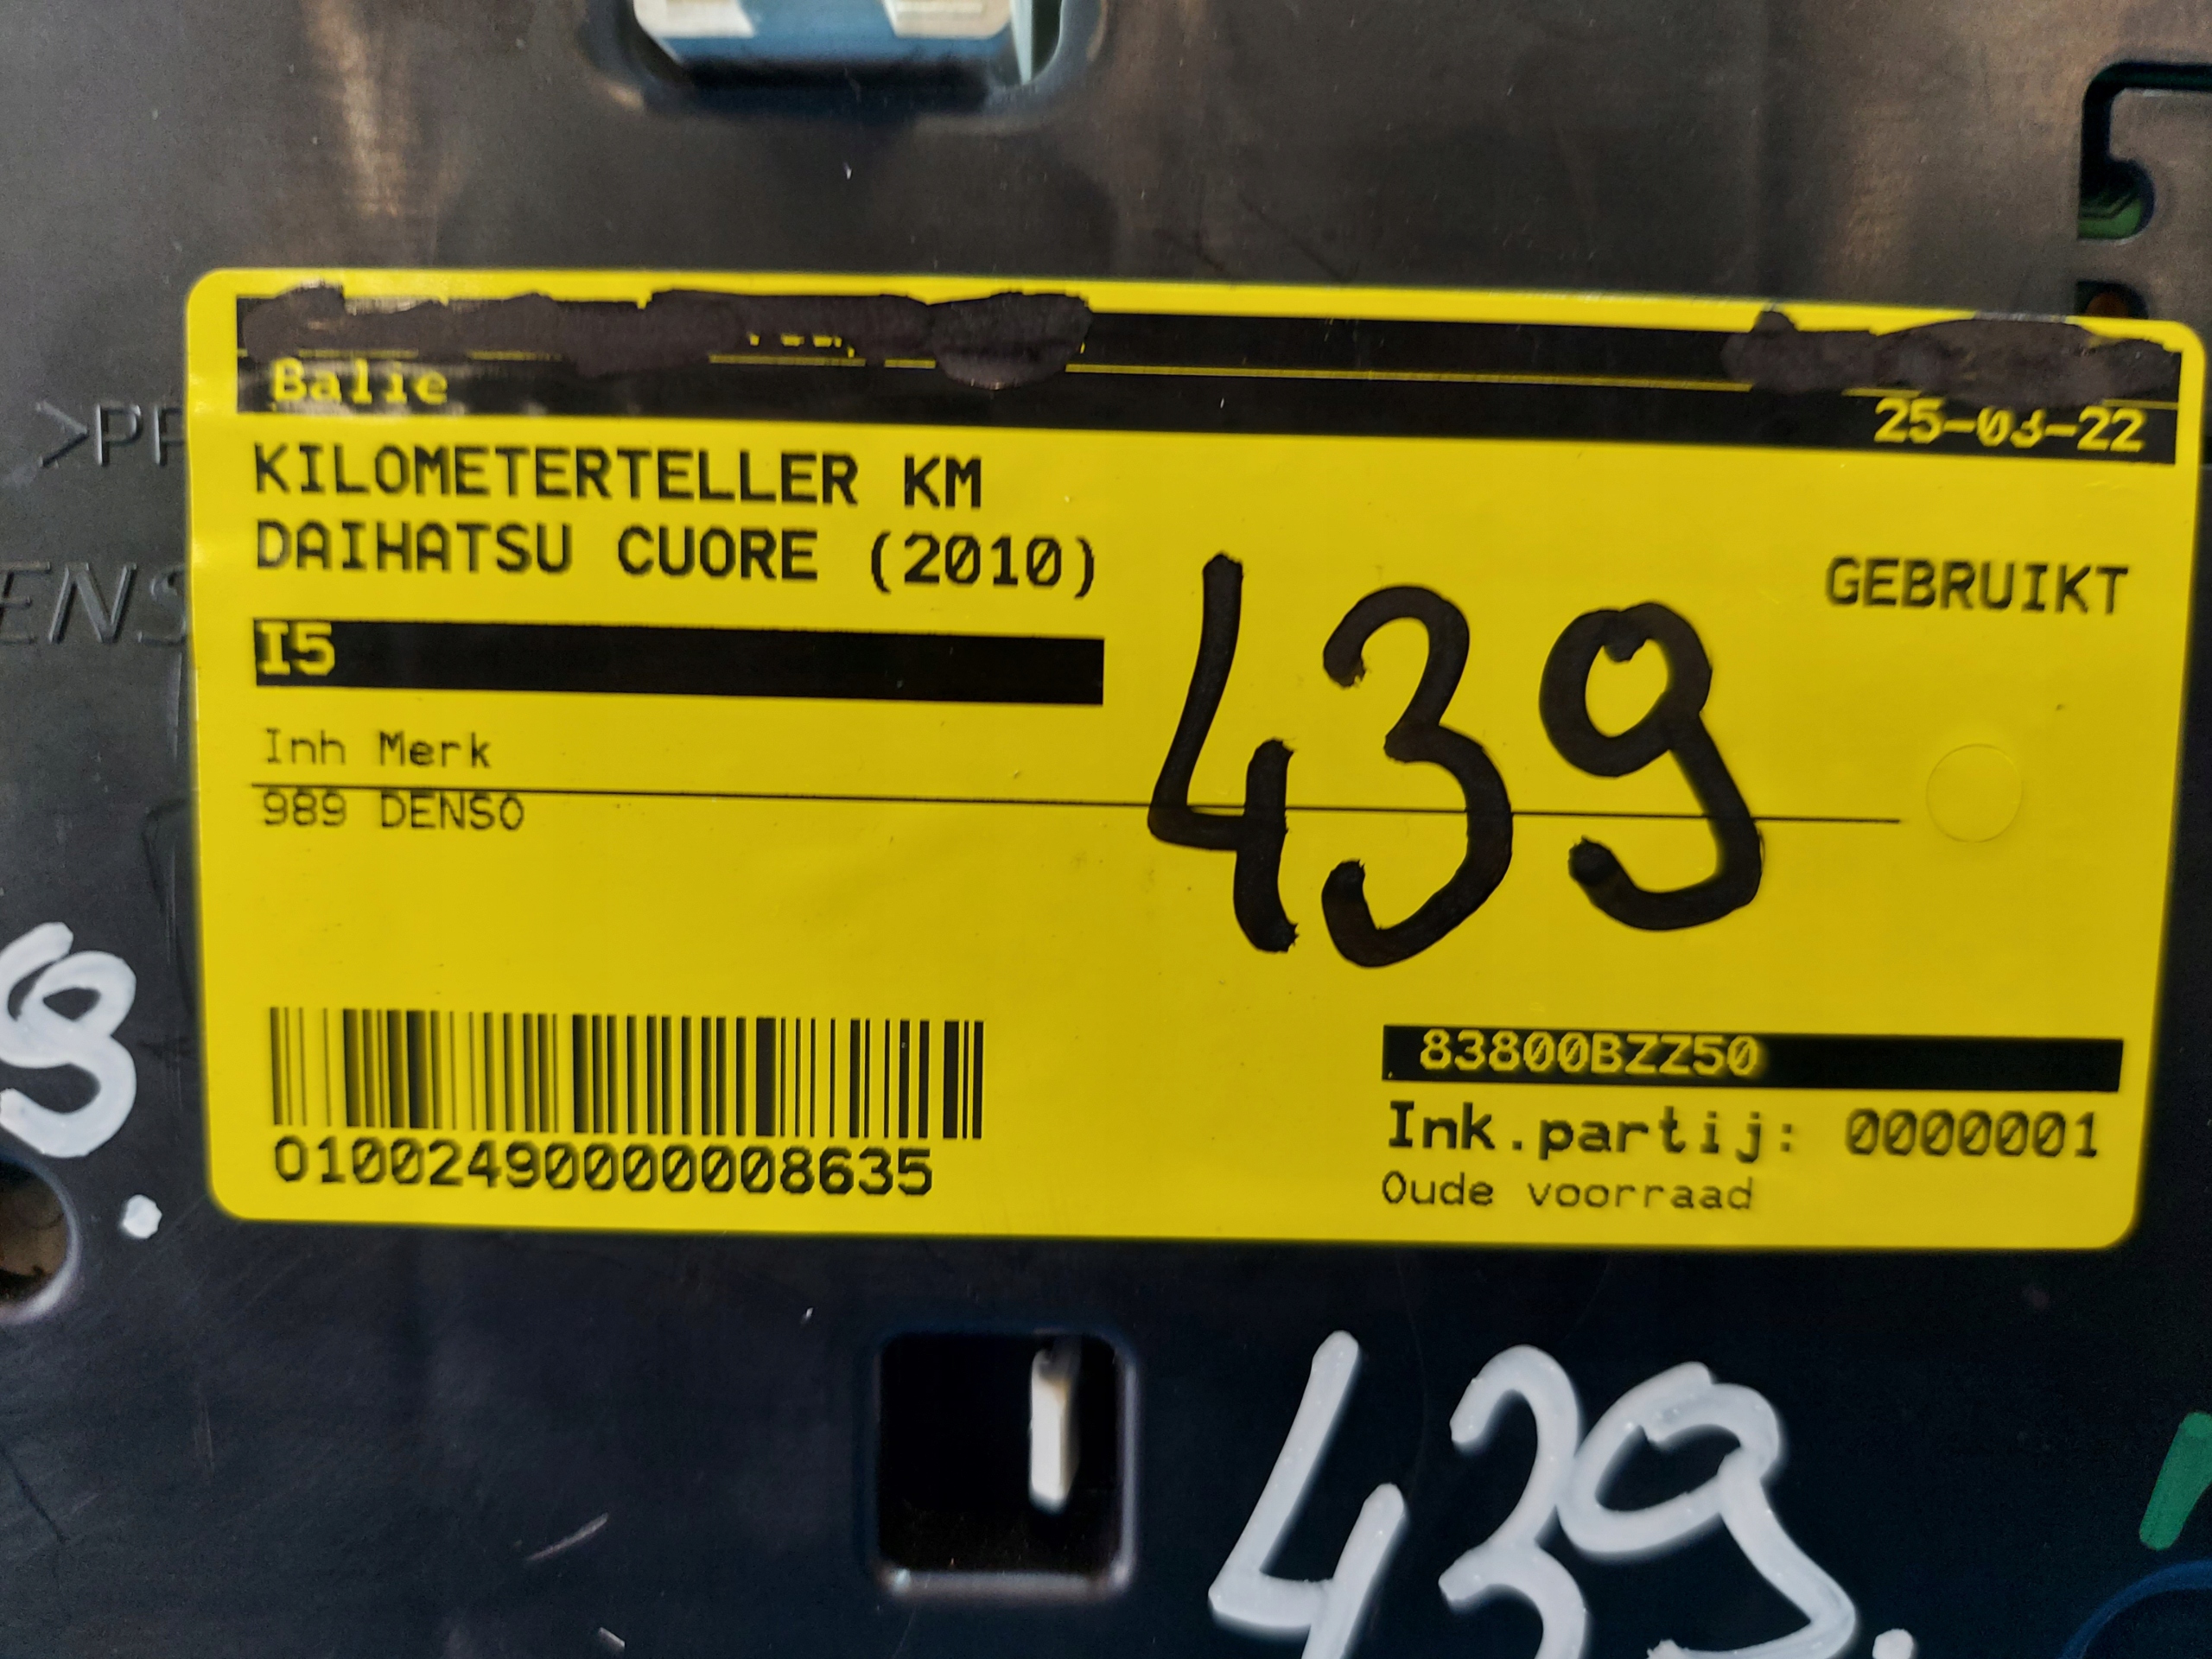 Balie
25-03-22
KILOMETERTELLER KM
DAIHATSU CUORE (2010)
GEBRUIKT
I5
439
Inh Merk
989 DENSO
83800BZZ50
Ink.partij: 0000001
01002490000008635
Oude voorraad
439.